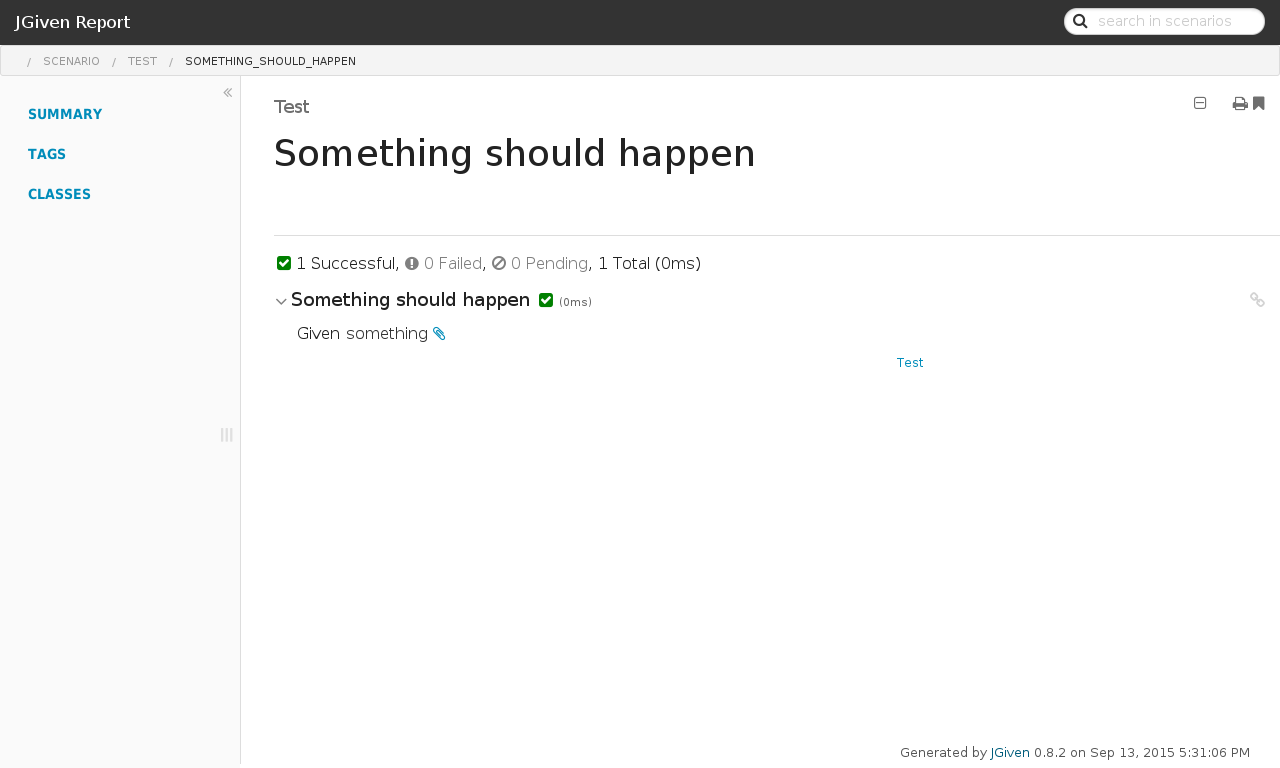 JGiven Report
search in scenarios
/ SCENARIO / TEST / SOMETHING_SHOULD_HAPPEN
«
SUMMARY
TAGS
CLASSES
Test
Something should happen
1 Successful, 0 Failed, 0 Pending, 1 Total (0ms)
Something should happen (0ms)
Given something
Test
Generated by JGiven 0.8.2 on Sep 13, 2015 5:31:06 PM